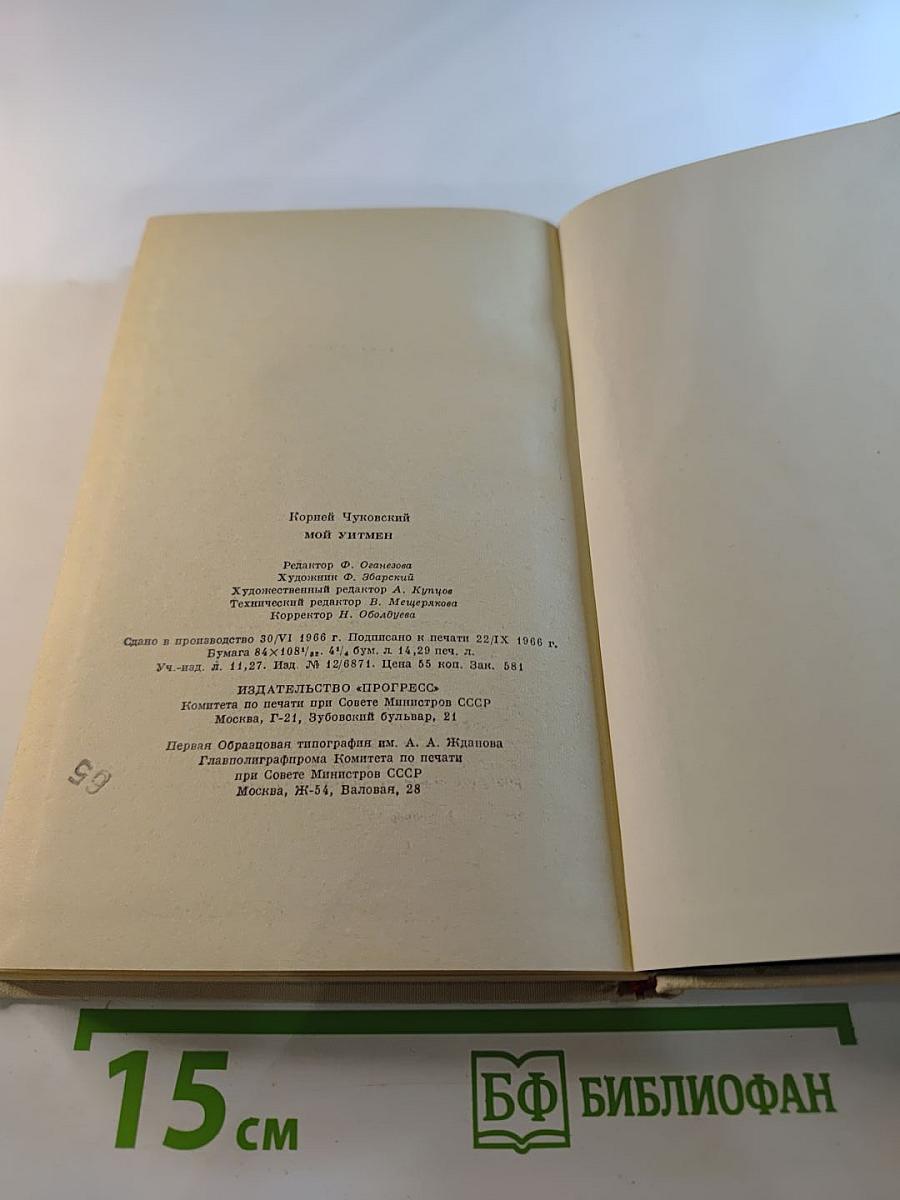 Корней Чуковский
МОЙ УИТМЕН
Редактор Ф. Оганезова
Художник Ф. Збарский
Художественный редактор А. Купцов
Технический редактор В. Мещерякова
Корректор Н. Оболдуева
Сдано в производство 30/VI 1966 г. Подписано к печати 22/IX 1966 г.
Бумага 84×108¹/₃₂. 4¹/₄ бум. л. 14,29 печ. л.
Уч.-изд. л. 11,27. Изд. № 12/6871. Цена 55 коп. Зак. 581
ИЗДАТЕЛЬСТВО «ПРОГРЕСС»
Комитета по печати при Совете Министров СССР
Москва, Г-21, Зубовский бульвар, 21
Первая Образцовая типография им. А. А. Жданова
Главполиграфпрома Комитета по печати
при Совете Министров СССР
Москва, Ж-54, Валовая, 28
65
15 см
БФ БИБЛИОФАН